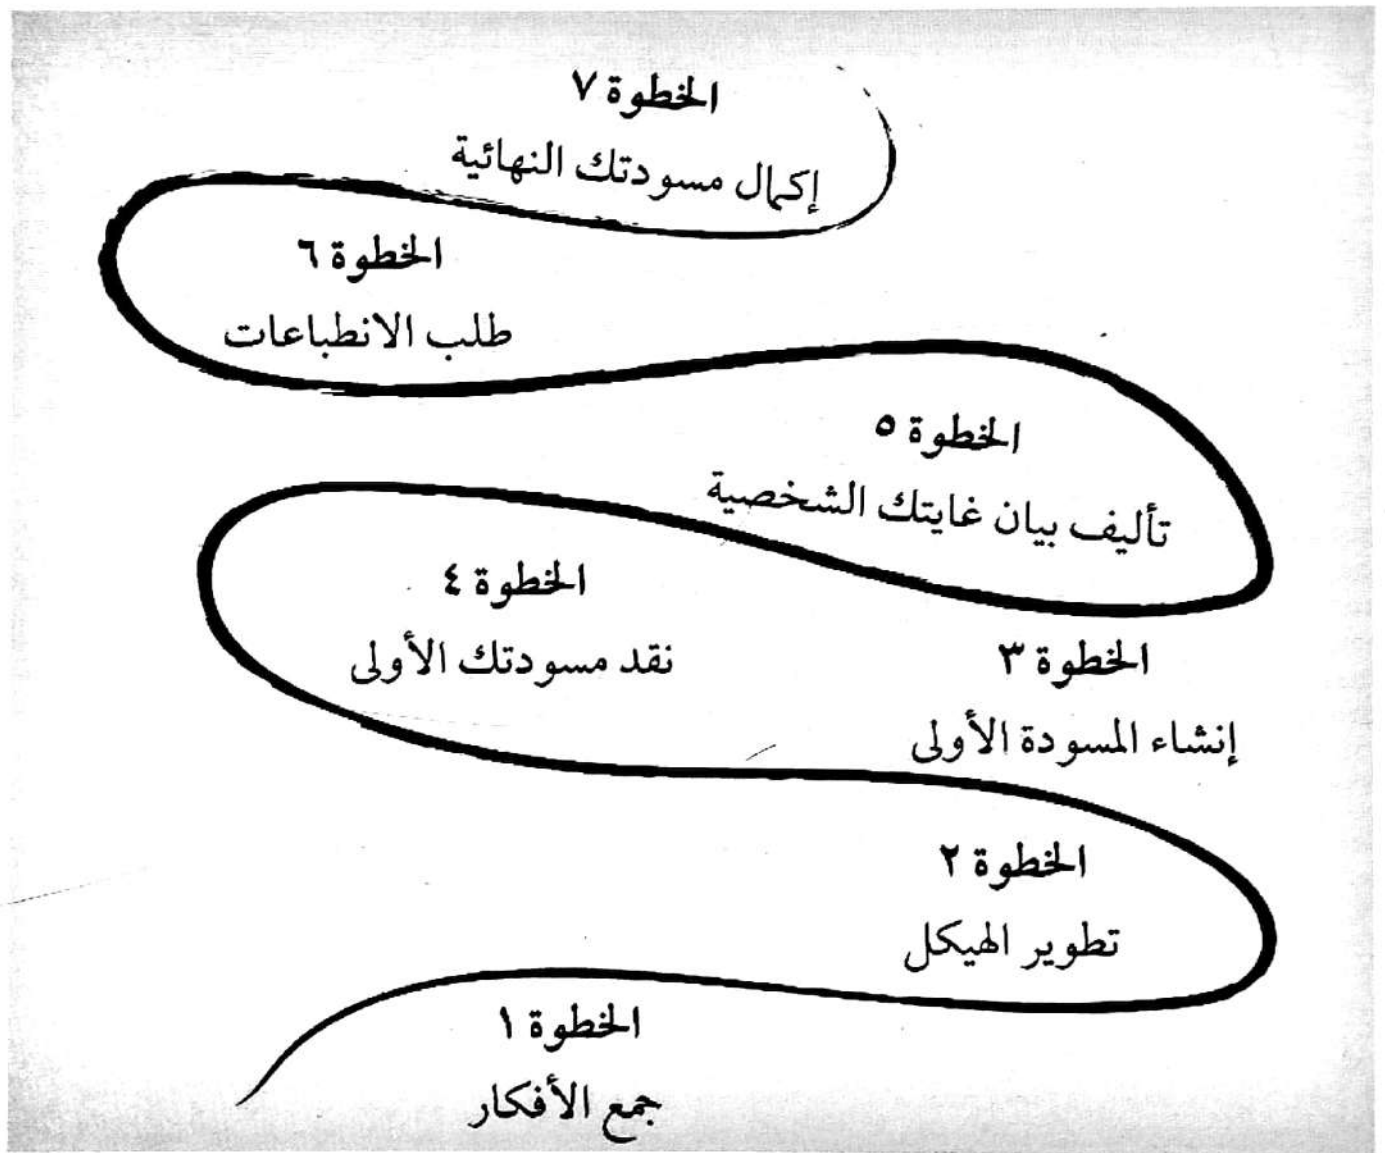 الخطوة ٧
إكمال مسودتك النهائية
الخطوة ٦
طلب الانطباعات
الخطوة ٥
تأليف بيان غايتك الشخصية
الخطوة ٤
نقد مسودتك الأولى
الخطوة ٣
إنشاء المسودة الأولى
الخطوة ٢
تطوير الهيكل
الخطوة ١
جمع الأفكار